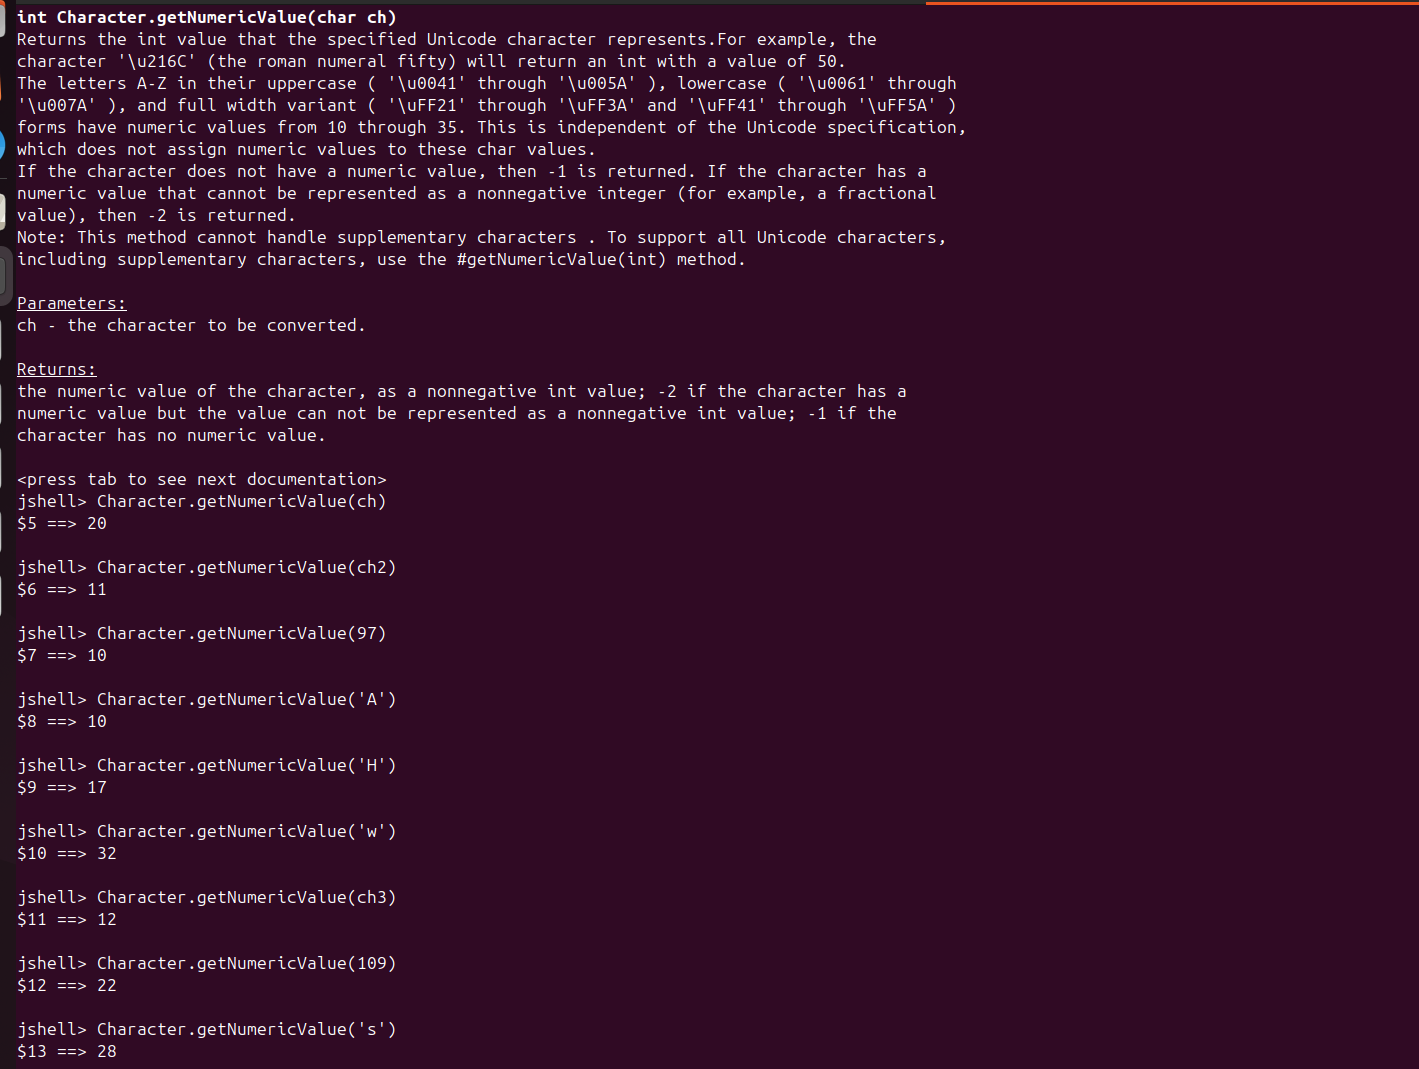 int Character.getNumericValue(char ch)
Returns the int value that the specified Unicode character represents.For example, the
character '\u216C' (the roman numeral fifty) will return an int with a value of 50.
The letters A-Z in their uppercase ( '\u0041' through '\u005A' ), lowercase ( '\u0061' through
'\u007A' ), and full width variant ( '\uFF21' through '\uFF3A' and '\uFF41' through '\uFF5A' )
forms have numeric values from 10 through 35. This is independent of the Unicode specification,
which does not assign numeric values to these char values.
If the character does not have a numeric value, then -1 is returned. If the character has a
numeric value that cannot be represented as a nonnegative integer (for example, a fractional
value), then -2 is returned.
Note: This method cannot handle supplementary characters . To support all Unicode characters,
including supplementary characters, use the #getNumericValue(int) method.
Parameters:
ch - the character to be converted.
Returns:
the numeric value of the character, as a nonnegative int value; -2 if the character has a
numeric value but the value can not be represented as a nonnegative int value; -1 if the
character has no numeric value.
<press tab to see next documentation>
jshell> Character.getNumericValue(ch)
$5 ==> 20
jshell> Character.getNumericValue(ch2)
$6 ==> 11
jshell> Character.getNumericValue(97)
$7 ==> 10
jshell> Character.getNumericValue('A')
$8 ==> 10
jshell> Character.getNumericValue('H')
$9 ==> 17
jshell> Character.getNumericValue('w')
$10 ==> 32
jshell> Character.getNumericValue(ch3)
$11 ==> 12
jshell> Character.getNumericValue(109)
$12 ==> 22
jshell> Character.getNumericValue('s')
$13 ==> 28